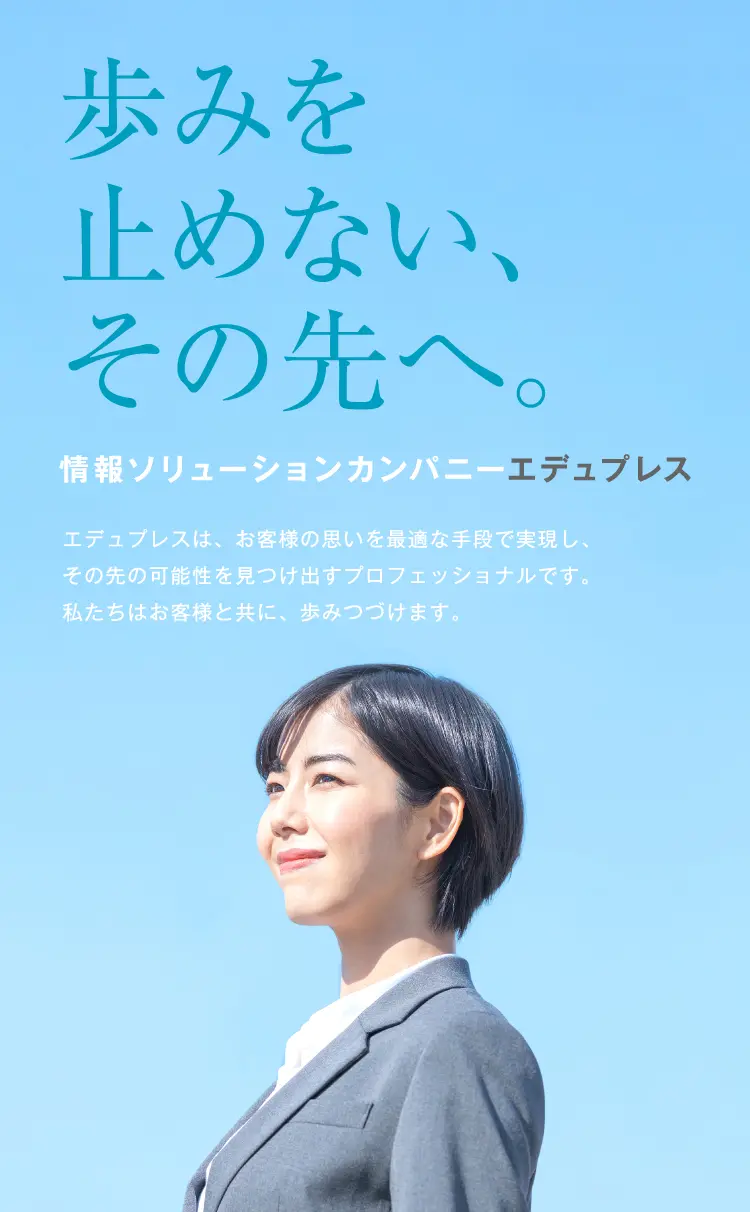 歩みを
止めない、
その先へ。
情報ソリューションカンパニーエデュプレス
エデュプレスは、お客様の思いを最適な手段で実現し、
その先の可能性を見つけ出すプロフェッショナルです。
私たちはお客様と共に、歩みつづけます。